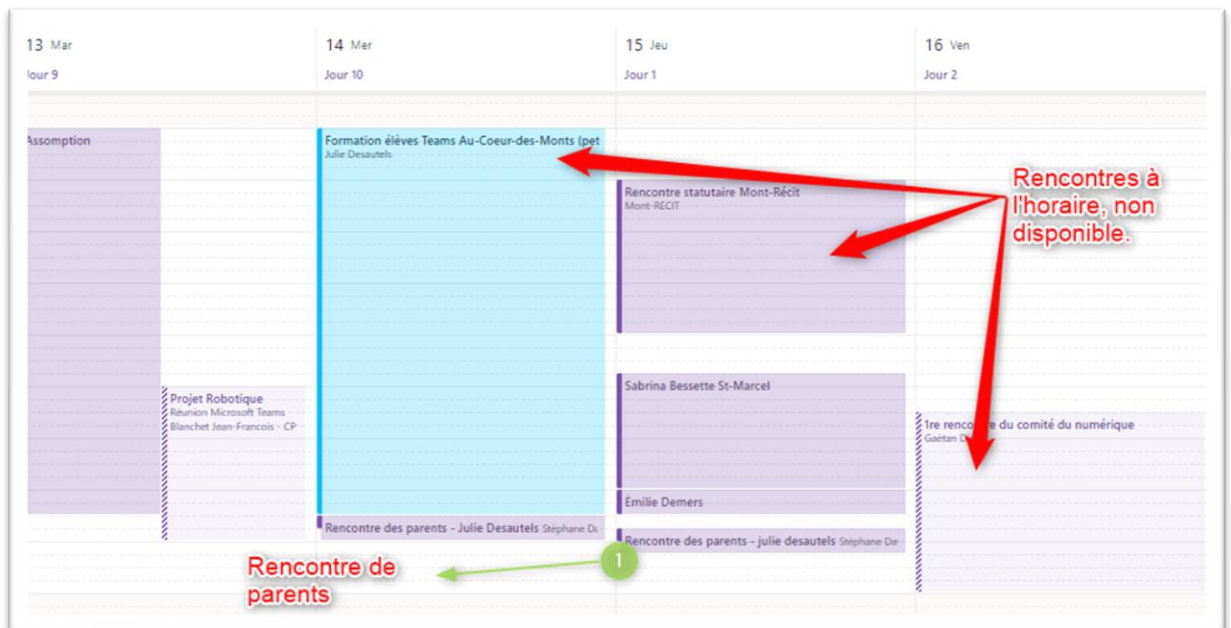 13 Mar
Jour 9
14 Mer
Jour 10
15 Jeu
Jour 1
16 Ven
Jour 2
Assomption
Projet Robotique
Réunion Microsoft Teams
Blanchet Jean-Francois - CP
Formation élèves Teams Au-Coeur-des-Monts (pet
Julie Desautels
Rencontre des parents - Julie Desautels Stéphane
Rencontre statutaire Mont-Récit
Mont-RECIT
Sabrina Bessette St-Marcel
Émilie Demers
Rencontre des parents - julie desautels Stéphane
1re rencontre du comité du numérique
Gaétan
Rencontres à
l'horaire, non
disponible.
1
Rencontre de
parents